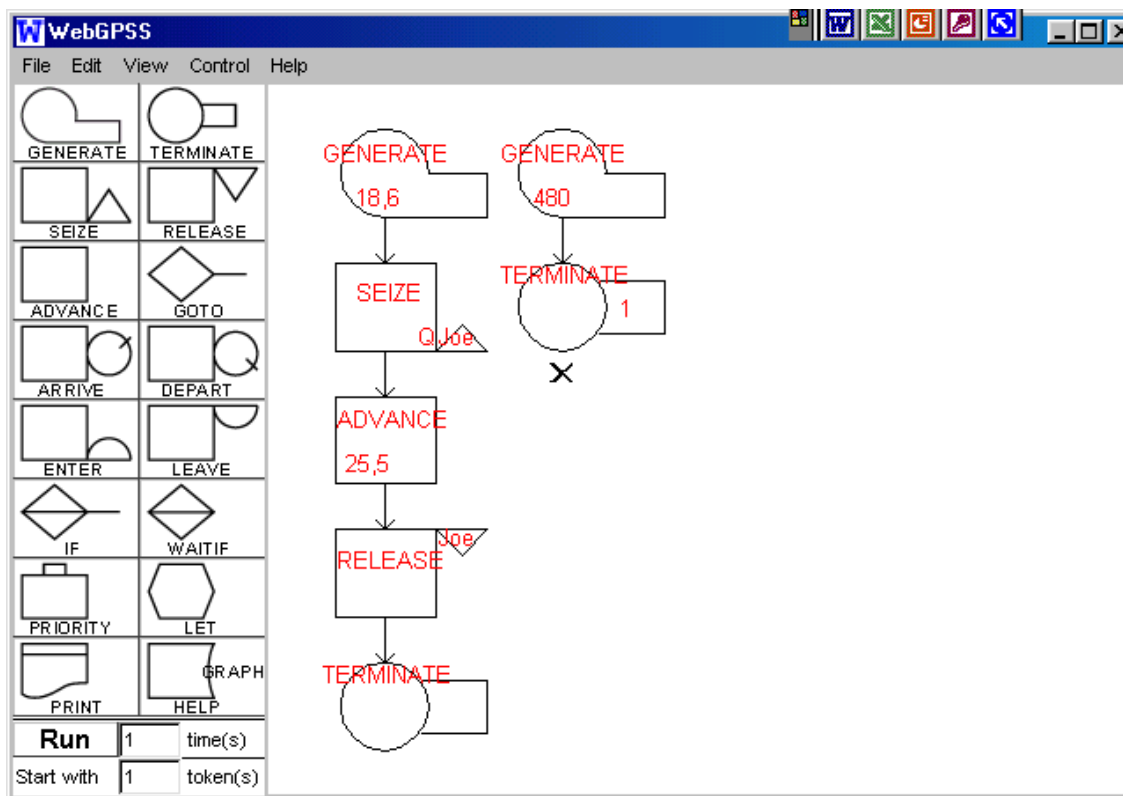 WebGPSS
File Edit View Control Help
GENERATE TERMINATE
SEIZE RELEASE
ADVANCE GOTO
ARRIVE DEPART
ENTER LEAVE
IF WAITIF
PRIORITY LET
GRAPH
PRINT HELP
Run 1 time(s)
Start with 1 token(s)
GENERATE
18,6
SEIZE
Q,Joe
ADVANCE
25,5
Joe
RELEASE
TERMINATE
GENERATE
480
TERMINATE
1